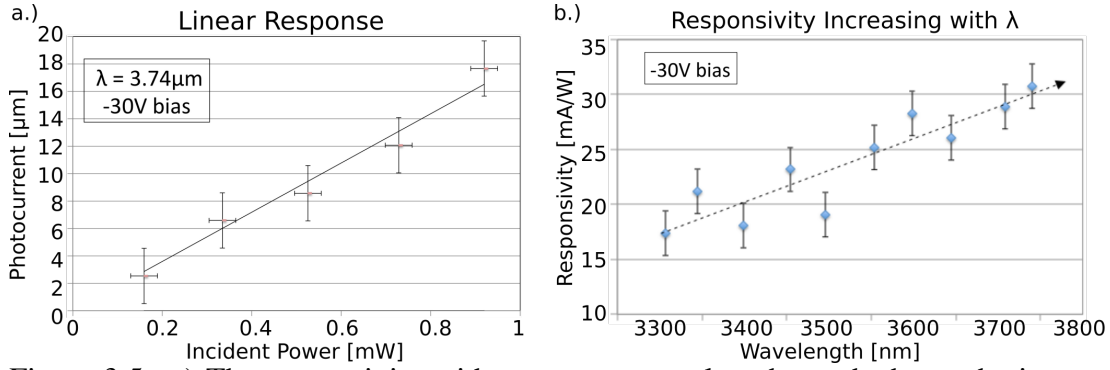 a.)
Linear Response
λ = 3.74µm
-30V bias
Photocurrent [µm]
20
18
16
14
12
10
8
6
4
2
0
0
0.2
0.4
0.6
0.8
1
Incident Power [mW]
b.)
Responsivity Increasing with λ
-30V bias
Responsivity [mA/W]
35
30
25
20
15
10
3300
3400
3500
3600
3700
3800
Wavelength [nm]